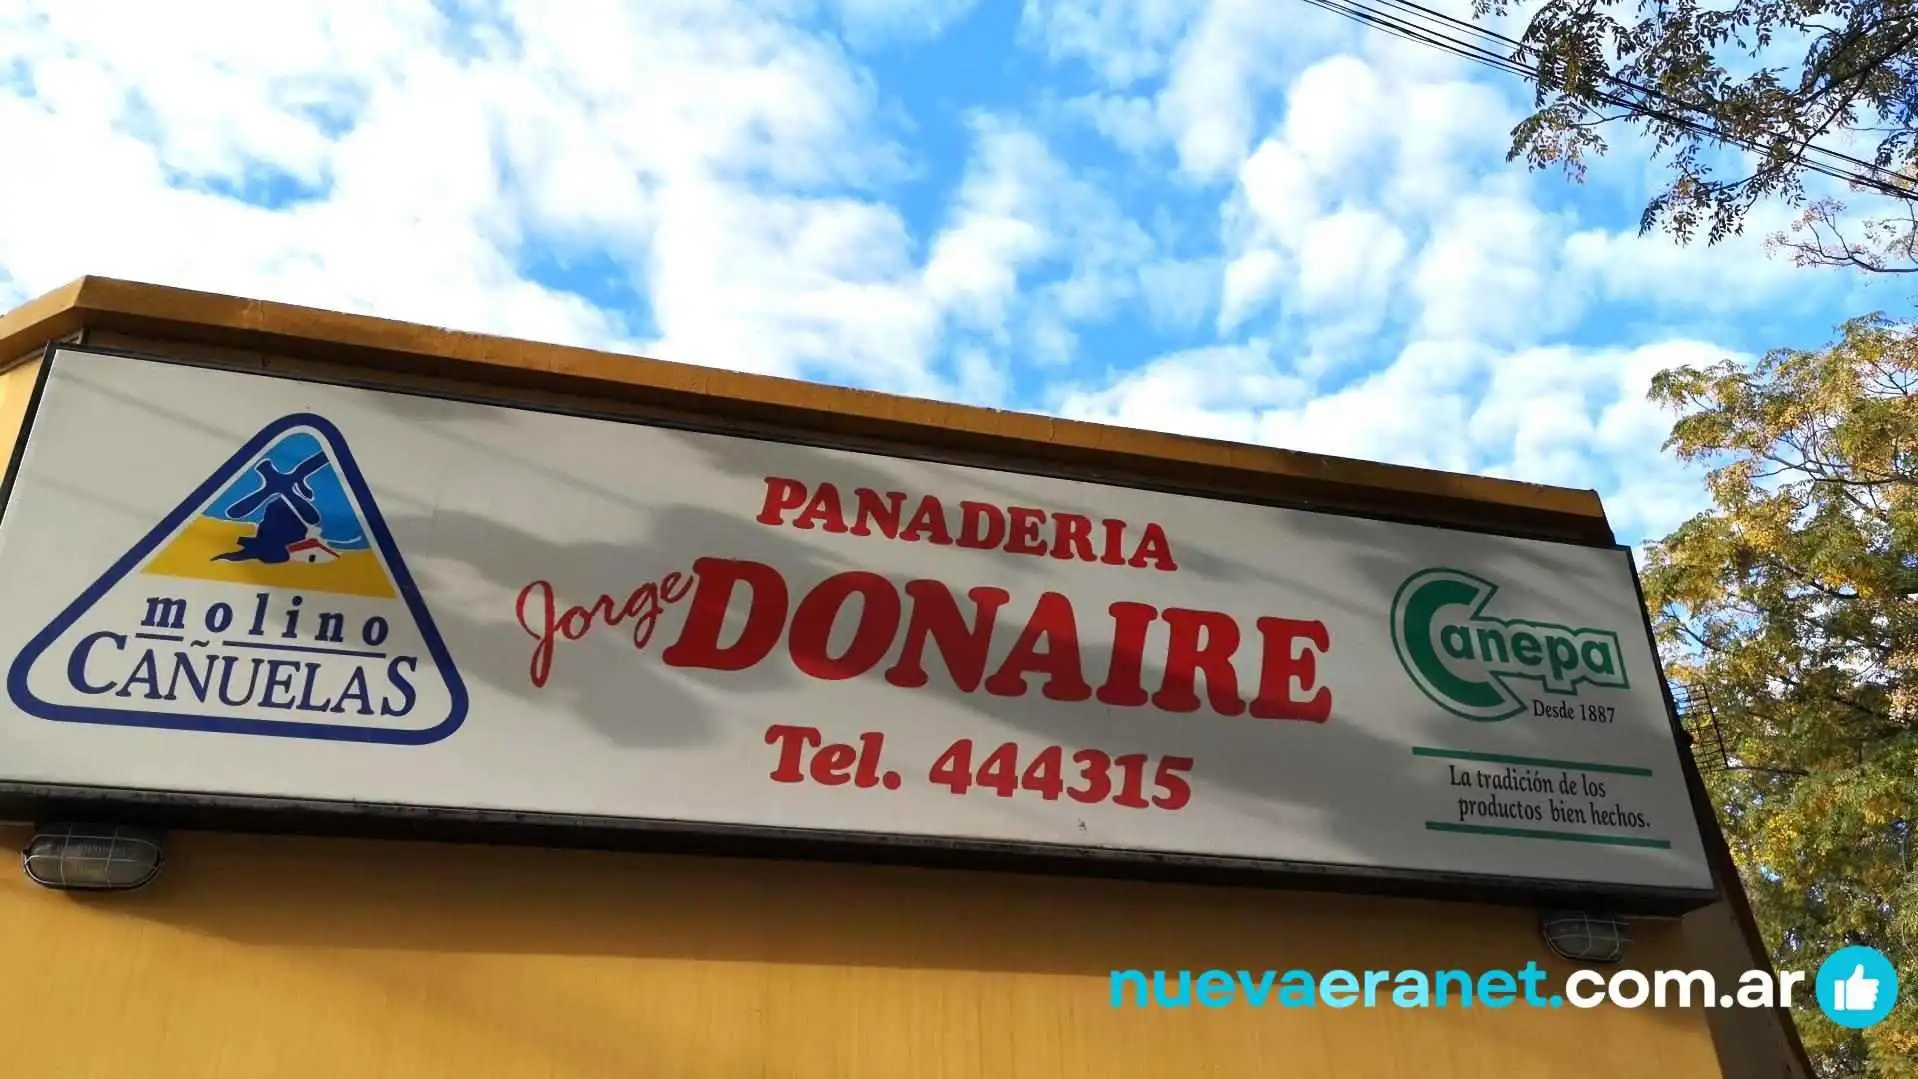 molino
CAÑUELAS
PANADERIA
Jorge DONAIRE
Tel. 444315
Canepa
Desde 1887
La tradición de los
productos bien hechos.
nuevaeranet.com.ar